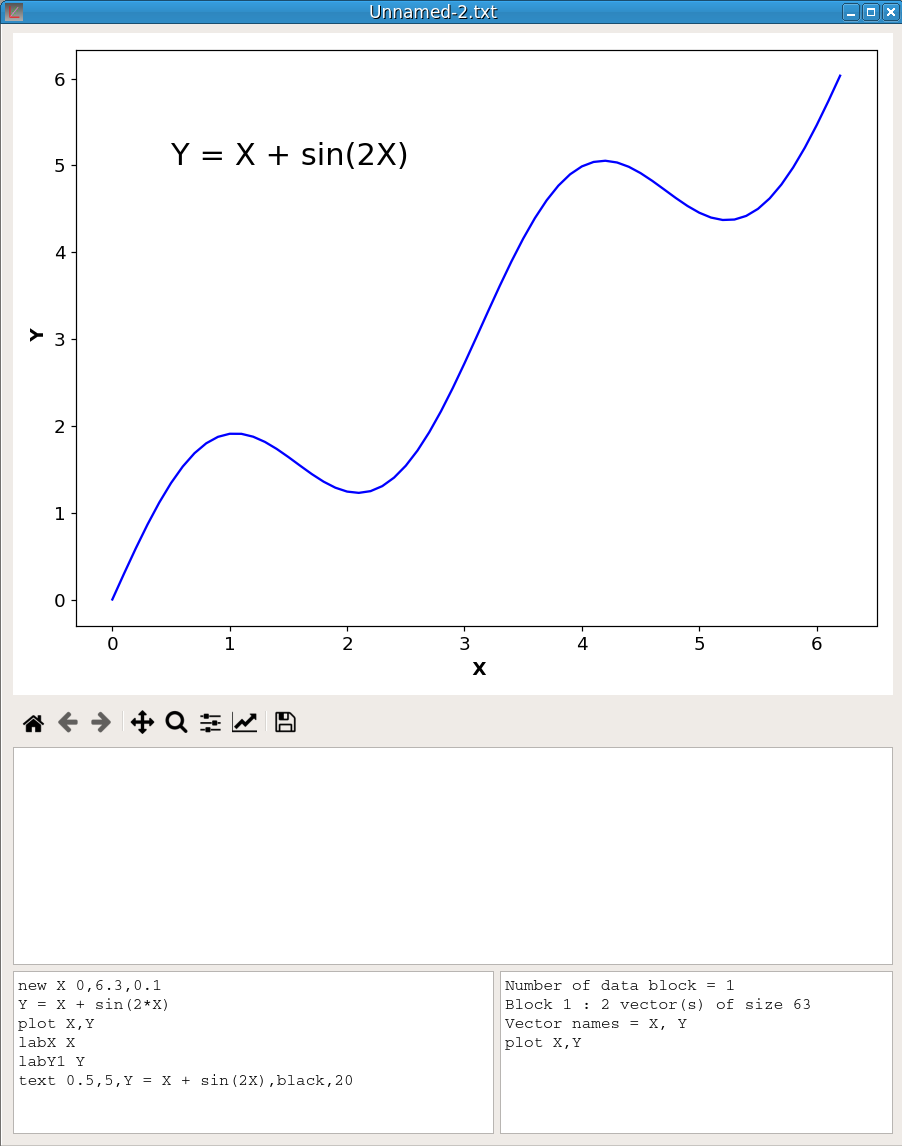 Unnamed-2.txt
6
Y = X + sin(2X)
5
4
Y
3
2
1
0
0 1 2 3 4 5 6
X
new X 0,6.3,0.1
Y = X + sin(2*X)
plot X,Y
labX X
labY1 Y
text 0.5,5,Y = X + sin(2X),black,20
Number of data block = 1
Block 1 : 2 vector(s) of size 63
Vector names = X, Y
plot X,Y